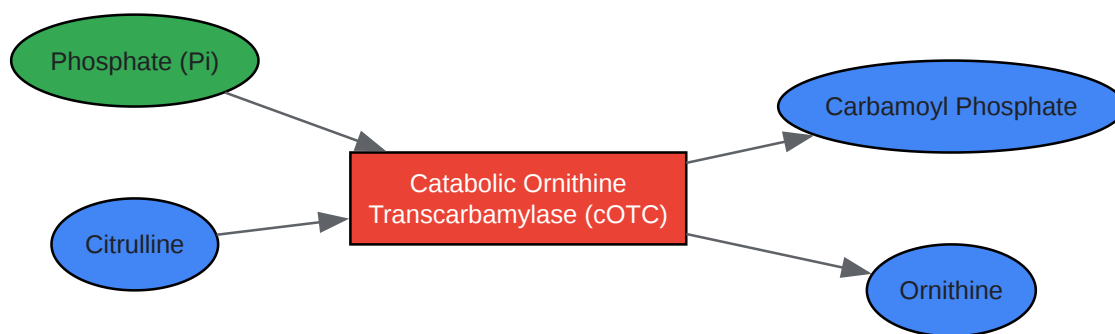 Phosphate (Pi)
Carbamoyl Phosphate
Catabolic Ornithine
Transcarbamylase (cOTC)
Citrulline
Ornithine